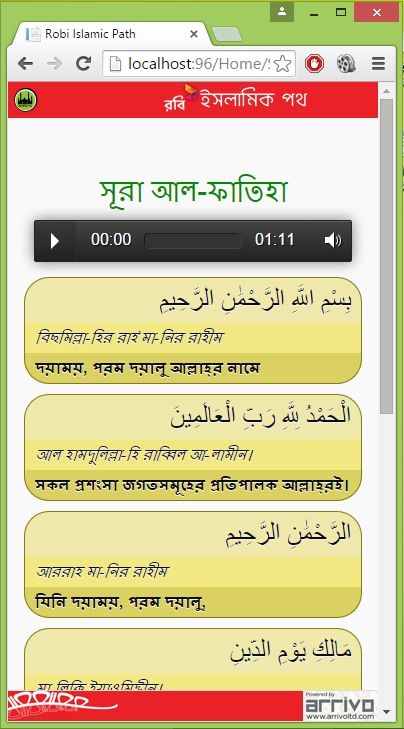 Robi Islamic Path
localhost:96/Home/S
রবি ইসলামিক পথ
সূরা আল-ফাতিহা
00:00 01:11
بِسْمِ اللَّهِ الرَّحْمَٰنِ الرَّحِيمِ
বিছমিল্লা-হির রাহ'মা-নির রাহীম
দয়াময়, পরম দয়ালু আল্লাহ্‌র নামে
الْحَمْدُ لِلَّهِ رَبِّ الْعَالَمِينَ
আল হামদুলিল্লা-হি রাব্বিল আ-লামীন।
সকল প্রশংসা জগতসমূহের প্রতিপালক আল্লাহ্‌রই।
الرَّحْمَٰنِ الرَّحِيمِ
আররাহ মা-নির রাহীম
যিনি দয়াময়, পরম দয়ালু,
مَالِكِ يَوْمِ الدِّينِ
মা-লিকি ইয়াওমিদ্দীন।
Powered by
arrivo
www.arrivoltd.com